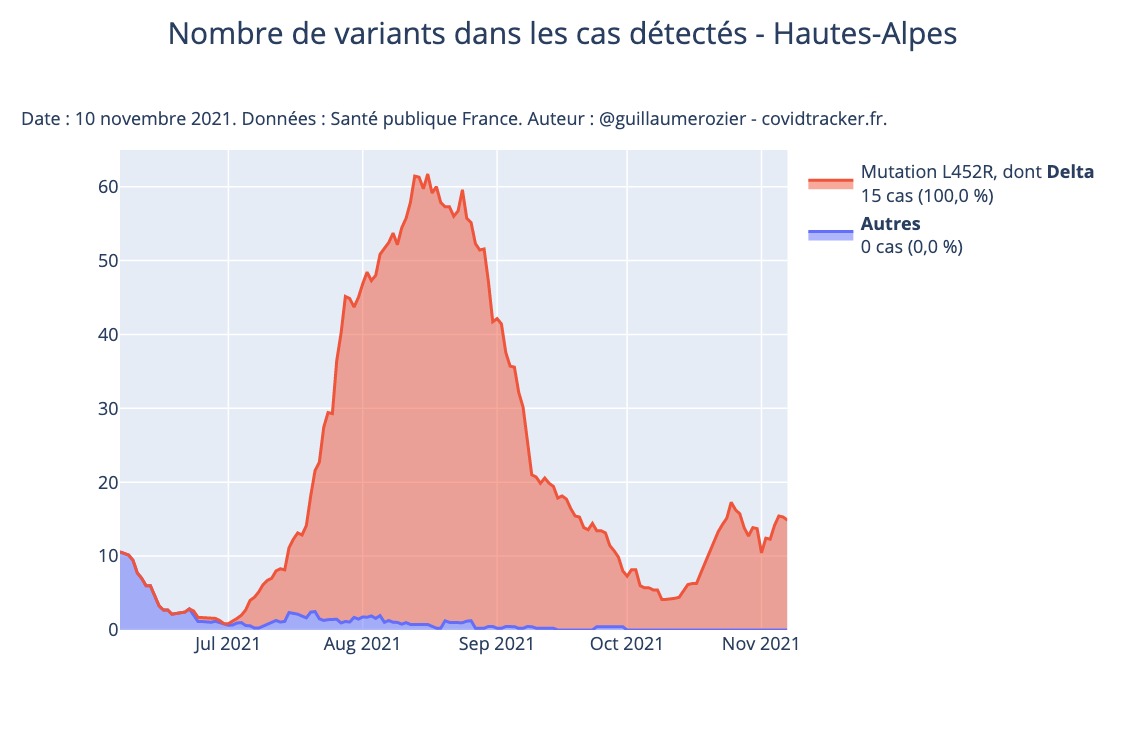 Nombre de variants dans les cas détectés - Hautes-Alpes
Date : 10 novembre 2021. Données : Santé publique France. Auteur : @guillaumerozier - covidtracker.fr.
Mutation L452R, dont Delta
15 cas (100,0 %)
Autres
0 cas (0,0 %)
60
50
40
30
20
10
0
Jul 2021
Aug 2021
Sep 2021
Oct 2021
Nov 2021